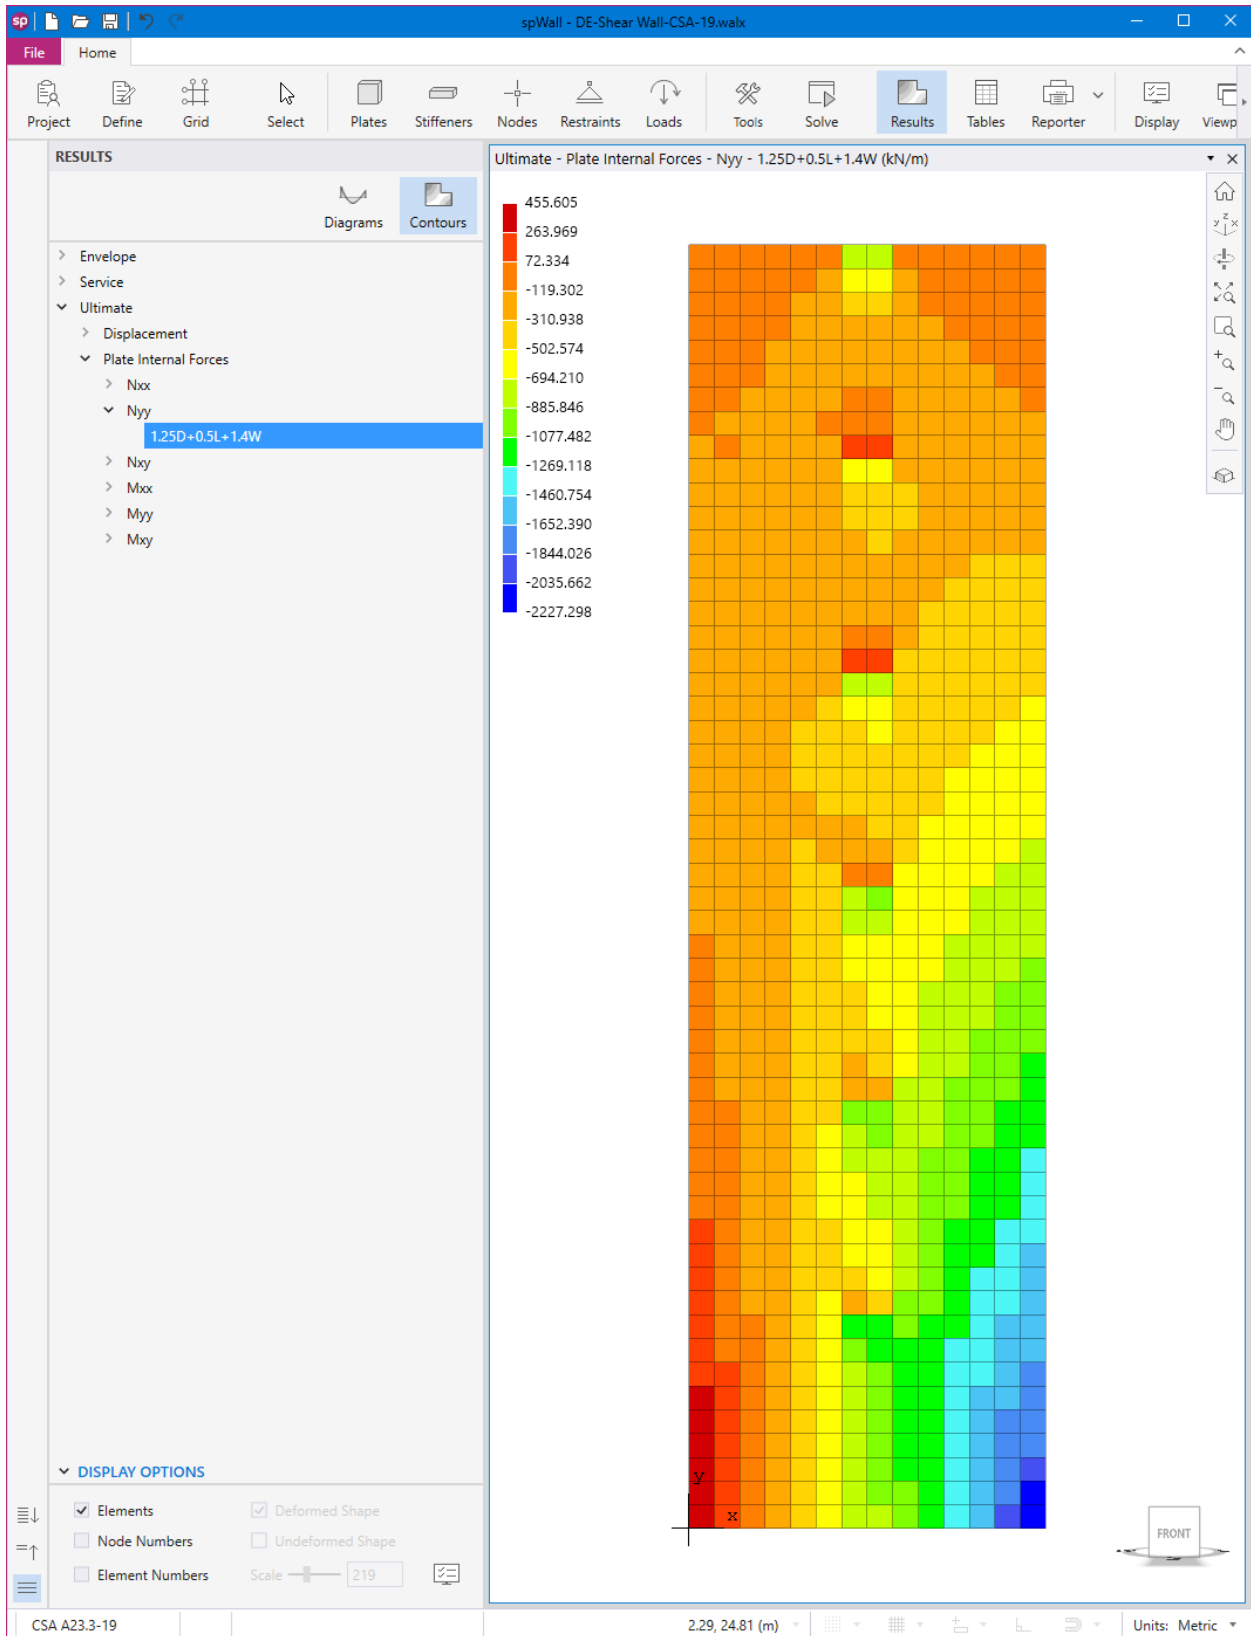 sp
spWall - DE-Shear Wall-CSA-19.walx
File Home
Project Define Grid Select Plates Stiffeners Nodes Restraints Loads Tools Solve Results Tables Reporter Display Viewp
RESULTS
Diagrams Contours
Envelope
Service
Ultimate
Displacement
Plate Internal Forces
Nxx
Nyy
1.25D+0.5L+1.4W
Nxy
Mxx
Myy
Mxy
DISPLAY OPTIONS
Elements Deformed Shape
Node Numbers Undeformed Shape
Element Numbers Scale 219
Ultimate - Plate Internal Forces - Nyy - 1.25D+0.5L+1.4W (kN/m)
455.605
263.969
72.334
-119.302
-310.938
-502.574
-694.210
-885.846
-1077.482
-1269.118
-1460.754
-1652.390
-1844.026
-2035.662
-2227.298
y
x
z
y x
FRONT
CSA A23.3-19 2.29, 24.81 (m) Units: Metric